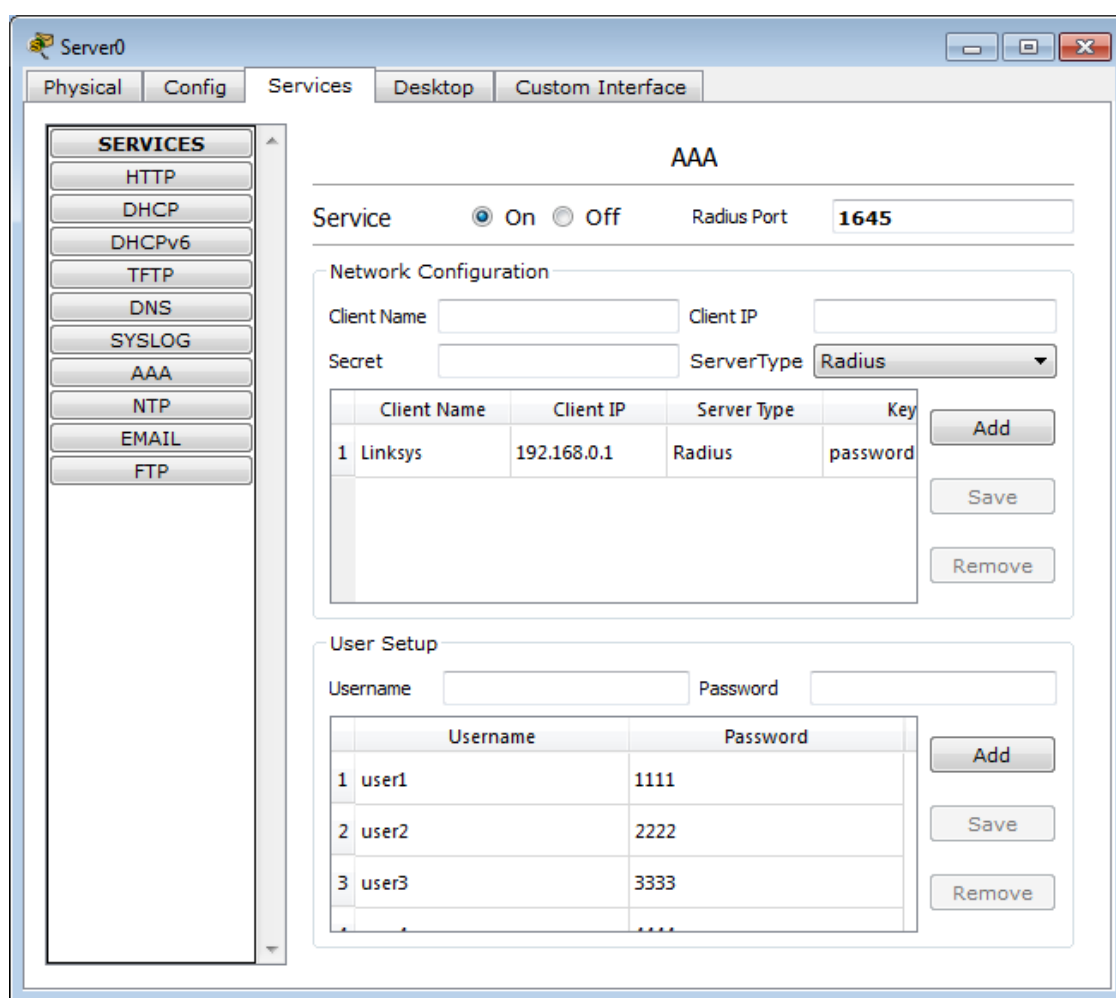 Server0
Physical Config Services Desktop Custom Interface
SERVICES
HTTP
DHCP
DHCPv6
TFTP
DNS
SYSLOG
AAA
NTP
EMAIL
FTP
AAA
Service On Off Radius Port 1645
Network Configuration
Client Name Client IP
Secret ServerType Radius
Client Name Client IP Server Type Key
1 Linksys 192.168.0.1 Radius password
Add
Save
Remove
User Setup
Username Password
Username Password
1 user1 1111
2 user2 2222
3 user3 3333
Add
Save
Remove